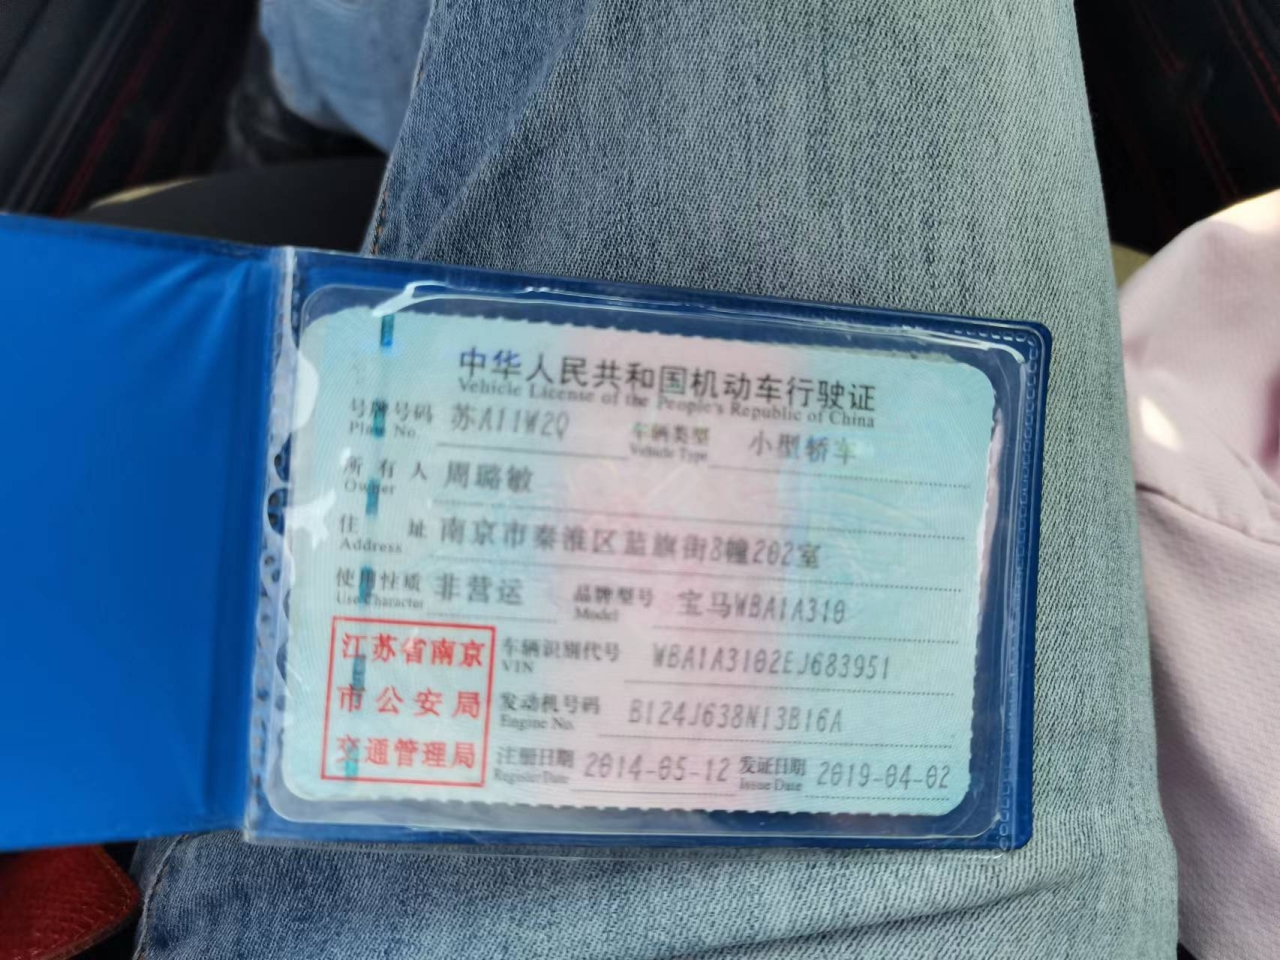 中华人民共和国机动车行驶证
Vehicle License of the People's Republic of China
号牌号码 苏A11W2Q 车辆类型 小型轿车
Plate No. Vehicle Type
所有人 周璐敏
Owner
住址 南京市秦淮区蓝旗街8幢202室
Address
使用性质 非营运 品牌型号 宝马WBA1A310
Use Character Model
江苏省南京
市公安局
交通管理局
车辆识别代号 WBA1A3102EJ683951
VIN
发动机号码 B124J638N13B16A
Engine No.
注册日期 2014-05-12 发证日期 2019-04-02
Register Date Issue Date